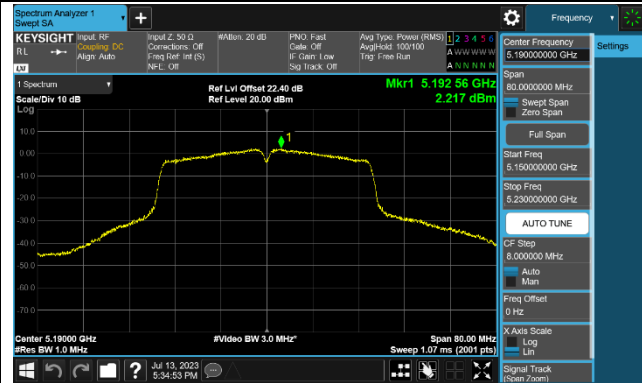 Spectrum Analyzer 1
Swept SA
+
Frequency
KEYSIGHT
RL
LXI
Input: RF
Coupling: DC
Align: Auto
Input Z: 50 Ω
Corrections: Off
Freq Ref: Int (S)
NFE: Off
#Atten: 20 dB
PNO: Fast
Gate: Off
IF Gain: Low
Sig Track: Off
Avg Type: Power (RMS)
Avg|Hold: 100/100
Trig: Free Run
1 2 3 4 5 6
A W W W W W
A N N N N N
1 Spectrum
Scale/Div 10 dB
Ref Lvl Offset 22.40 dB
Ref Level 20.00 dBm
Mkr1 5.192 56 GHz
2.217 dBm
Log
10.0
0.00
-10.0
-20.0
-30.0
-40.0
-50.0
-60.0
-70.0
1
Center 5.19000 GHz
#Res BW 1.0 MHz
#Video BW 3.0 MHz*
Span 80.00 MHz
Sweep 1.07 ms (2001 pts)
Jul 13, 2023
5:34:53 PM
?
Center Frequency
5.190000000 GHz
Settings
Span
80.0000000 MHz
Swept Span
Zero Span
Full Span
Start Freq
5.150000000 GHz
Stop Freq
5.230000000 GHz
AUTO TUNE
CF Step
8.000000 MHz
Auto
Man
Freq Offset
0 Hz
X Axis Scale
Log
Lin
Signal Track
(Span Zoom)